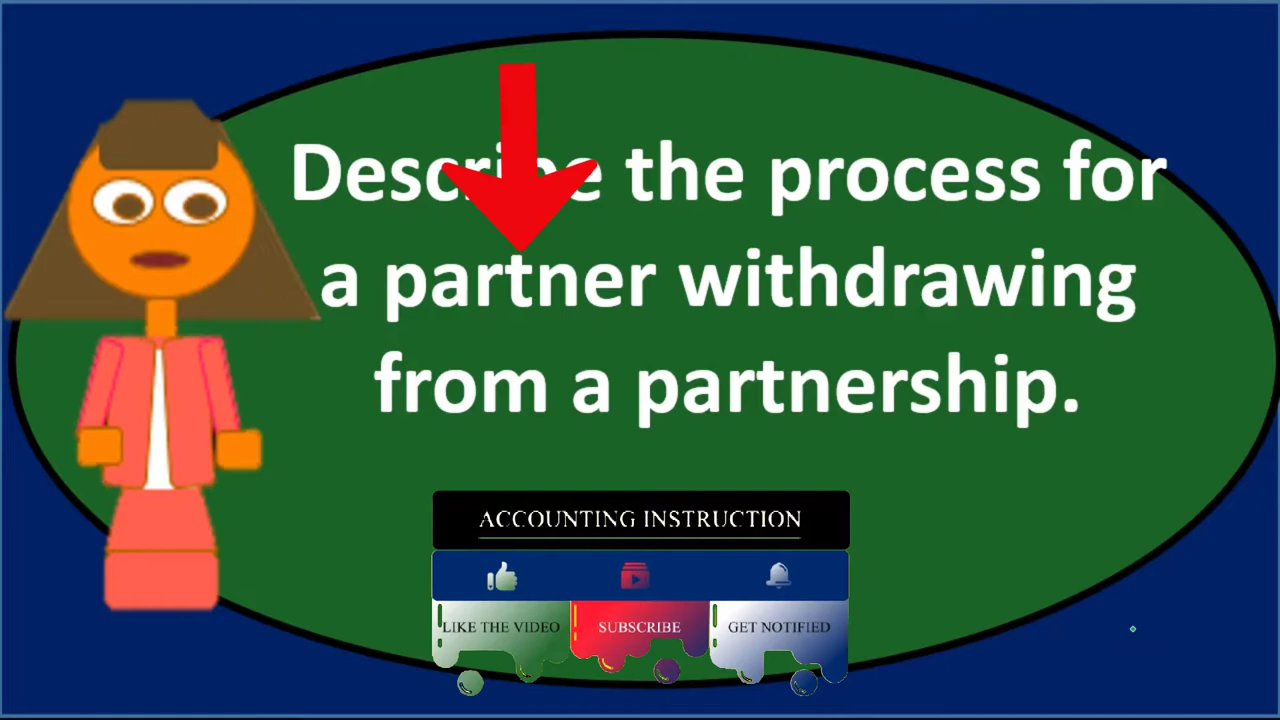 Describe the process for
a partner withdrawing
from a partnership.
ACCOUNTING INSTRUCTION
LIKE THE VIDEO SUBSCRIBE GET NOTIFIED